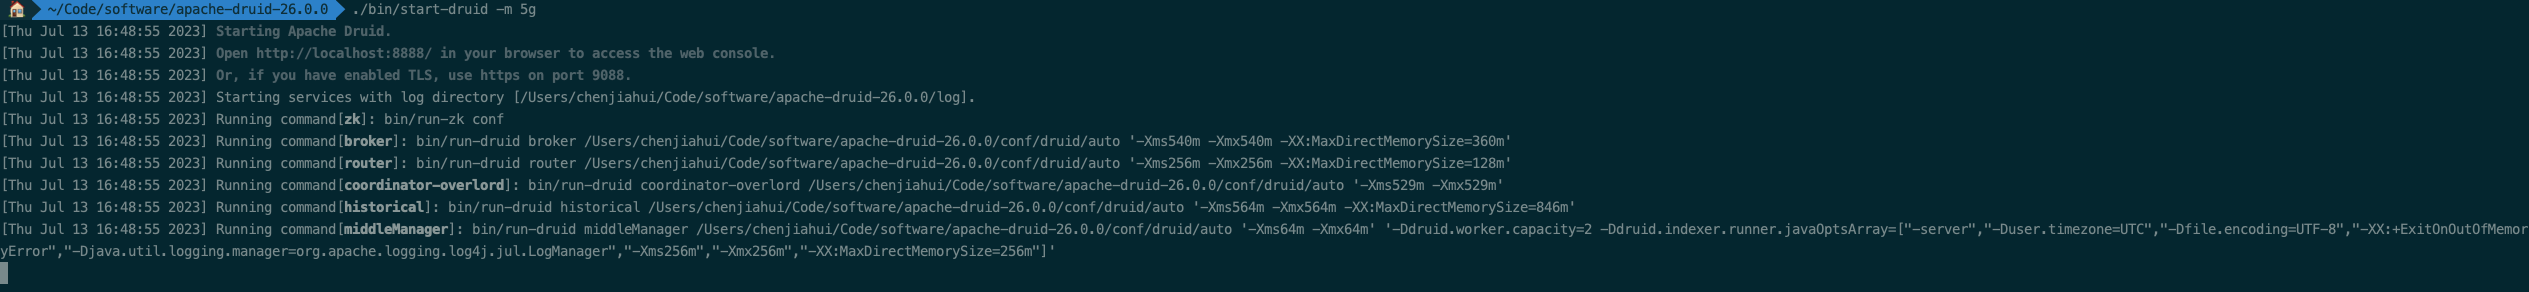 ~/Code/software/apache-druid-26.0.0 ./bin/start-druid -m 5g
[Thu Jul 13 16:48:55 2023] Starting Apache Druid.
[Thu Jul 13 16:48:55 2023] Open http://localhost:8888/ in your browser to access the web console.
[Thu Jul 13 16:48:55 2023] Or, if you have enabled TLS, use https on port 9088.
[Thu Jul 13 16:48:55 2023] Starting services with log directory [/Users/chenjiahui/Code/software/apache-druid-26.0.0/log].
[Thu Jul 13 16:48:55 2023] Running command[zk]: bin/run-zk conf
[Thu Jul 13 16:48:55 2023] Running command[broker]: bin/run-druid broker /Users/chenjiahui/Code/software/apache-druid-26.0.0/conf/druid/auto '-Xms540m -Xmx540m -XX:MaxDirectMemorySize=360m'
[Thu Jul 13 16:48:55 2023] Running command[router]: bin/run-druid router /Users/chenjiahui/Code/software/apache-druid-26.0.0/conf/druid/auto '-Xms256m -Xmx256m -XX:MaxDirectMemorySize=128m'
[Thu Jul 13 16:48:55 2023] Running command[coordinator-overlord]: bin/run-druid coordinator-overlord /Users/chenjiahui/Code/software/apache-druid-26.0.0/conf/druid/auto '-Xms529m -Xmx529m'
[Thu Jul 13 16:48:55 2023] Running command[historical]: bin/run-druid historical /Users/chenjiahui/Code/software/apache-druid-26.0.0/conf/druid/auto '-Xms564m -Xmx564m -XX:MaxDirectMemorySize=846m'
[Thu Jul 13 16:48:55 2023] Running command[middleManager]: bin/run-druid middleManager /Users/chenjiahui/Code/software/apache-druid-26.0.0/conf/druid/auto '-Xms64m -Xmx64m' '-Ddruid.worker.capacity=2 -Ddruid.indexer.runner.javaOptsArray=["-server","-Duser.timezone=UTC","-Dfile.encoding=UTF-8","-XX:+ExitOnOutOfMemor
yError","-Djava.util.logging.manager=org.apache.logging.log4j.jul.LogManager","-Xms256m","-Xmx256m","-XX:MaxDirectMemorySize=256m"]'